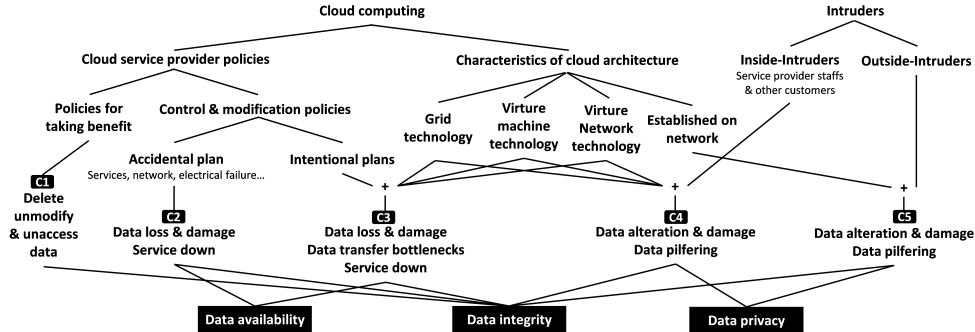 Cloud computing
Intruders
Cloud service provider policies
Characteristics of cloud architecture
Inside-Intruders
Service provider staffs
& other customers
Outside-Intruders
Policies for
taking benefit
Control & modification policies
Grid
technology
Virture
machine
technology
Virture
Network
technology
Established on
network
Accidental plan
Services, network, electrical failure...
Intentional plans
+
+
+
C1
Delete
unmodify
& unaccess
data
C2
Data loss & damage
Service down
C3
Data loss & damage
Data transfer bottlenecks
Service down
C4
Data alteration & damage
Data pilfering
C5
Data alteration & damage
Data pilfering
Data availability
Data integrity
Data privacy